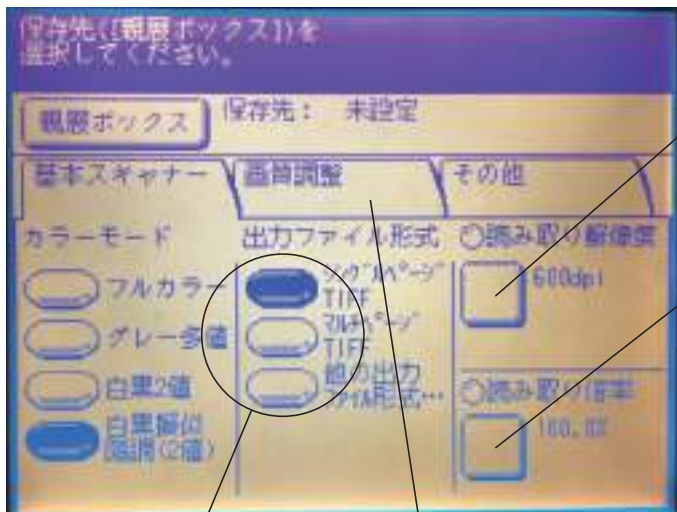 保存先([親展ボックス])を
選択してください。
親展ボックス
保存先： 未設定
基本スキャナー
画質調整
その他
カラーモード
フルカラー
グレー多値
白黒2値
白黒擬似
階調(2値)
出力ファイル形式
ｼﾝｸﾞﾙﾍﾟｰｼﾞ
TIFF
ﾏﾙﾁﾍﾟｰｼﾞ
TIFF
他の出力
ﾌｧｲﾙ形式…
○読み取り解像度
600dpi
○読み取り倍率
100.0%